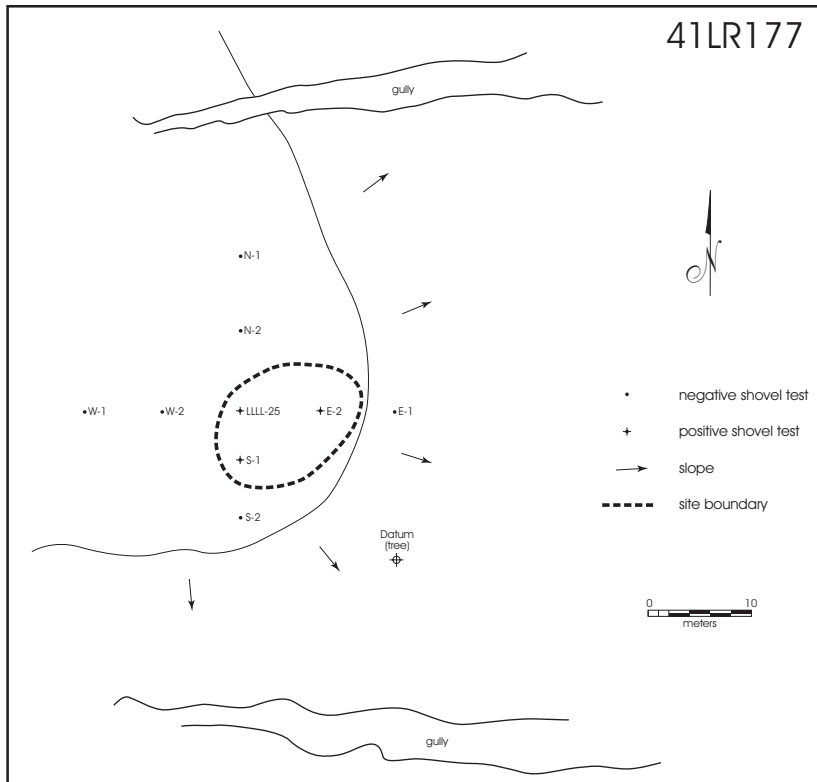 41LR177
gully
N-1
N
N-2
negative shovel test
W-1
W-2
LLLL-25
E-2
E-1
positive shovel test
S-1
slope
site boundary
S-2
Datum
(tree)
0 10
meters
gully